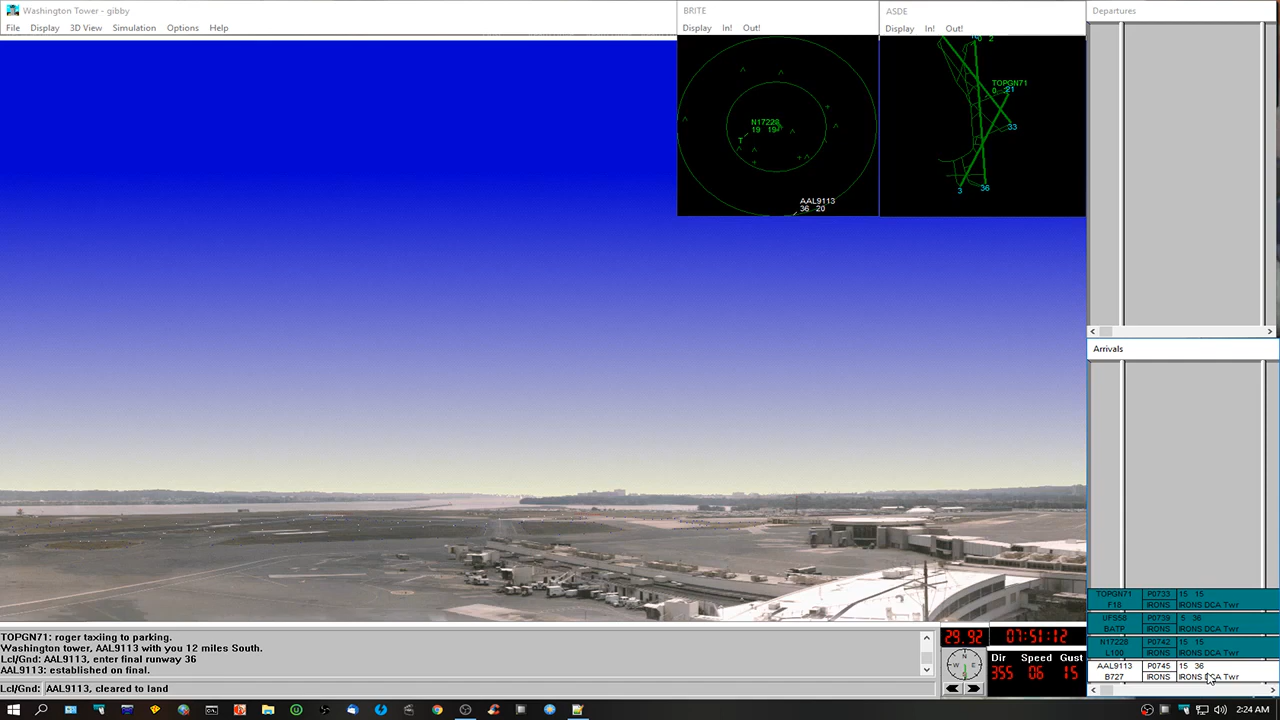 Washington Tower - gibby
File Display 3D View Simulation Options Help
BRITE
Display In! Out!
N17228
19 19
T
AAL9113
36 20
ASDE
Display In! Out!
TOPGN71
0 21
33
3 36
Departures
Arrivals
TOPGN71 P0733 15 15
F18 IRONS IRONS DCA Twr
UFS58 P0739 5 36
BATP IRONS IRONS DCA Twr
N17228 P0742 15 15
L100 IRONS IRONS DCA Twr
AAL9113 P0745 15 36
B727 IRONS IRONS DCA Twr
TOPGN71: roger taxiing to parking.
Washington tower, AAL9113 with you 12 miles South.
Lcl/Gnd: AAL9113, enter final runway 36
AAL9113: established on final.
Lcl/Gnd: AAL9113, cleared to land
29.92 07:51:12
N
W E
S
Dir Speed Gust
355 06 15
2:24 AM